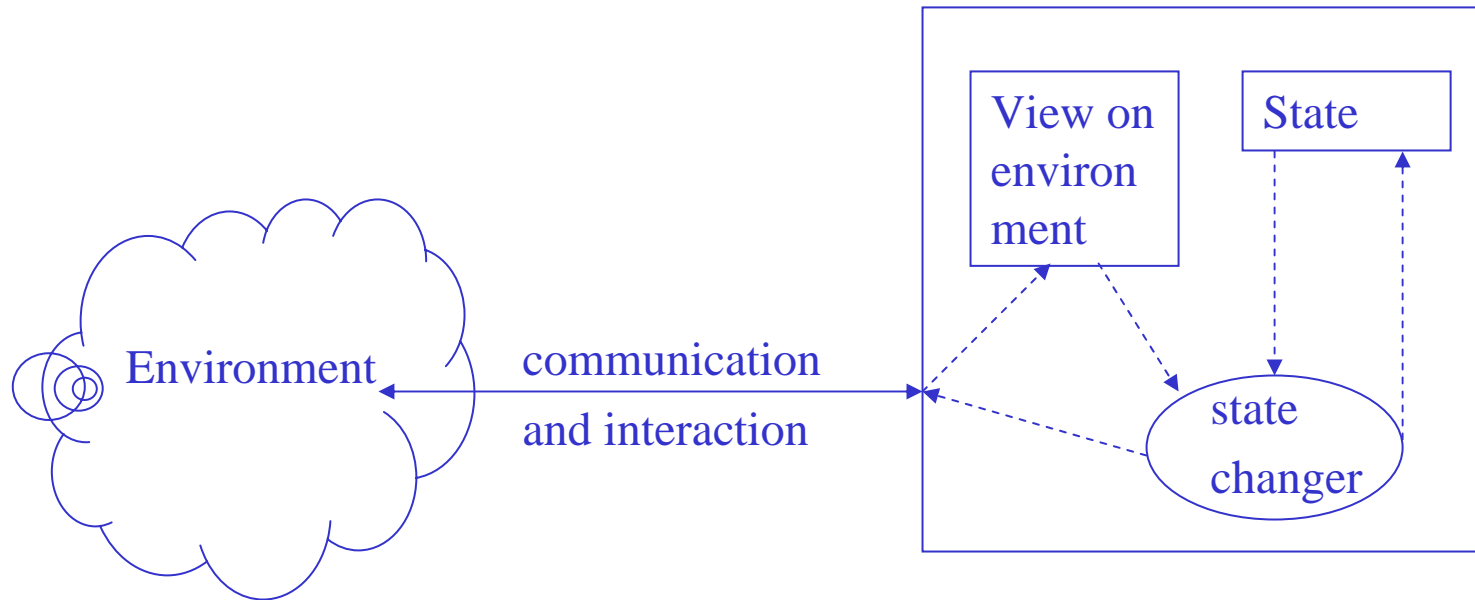 View on
environ
ment
State
Environment
communication
and interaction
state
changer